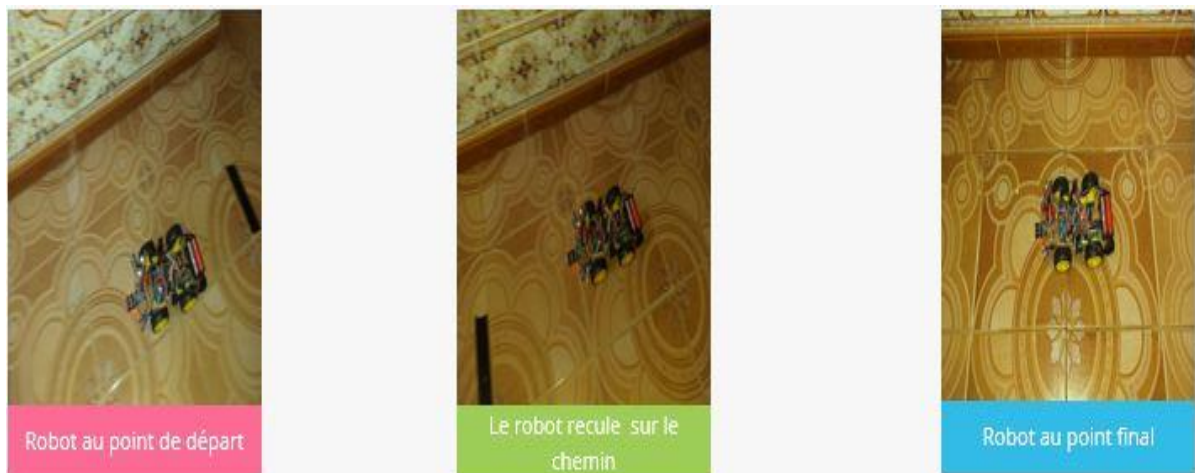 Robot au point de départ
Le robot recule sur le
chemin
Robot au point final